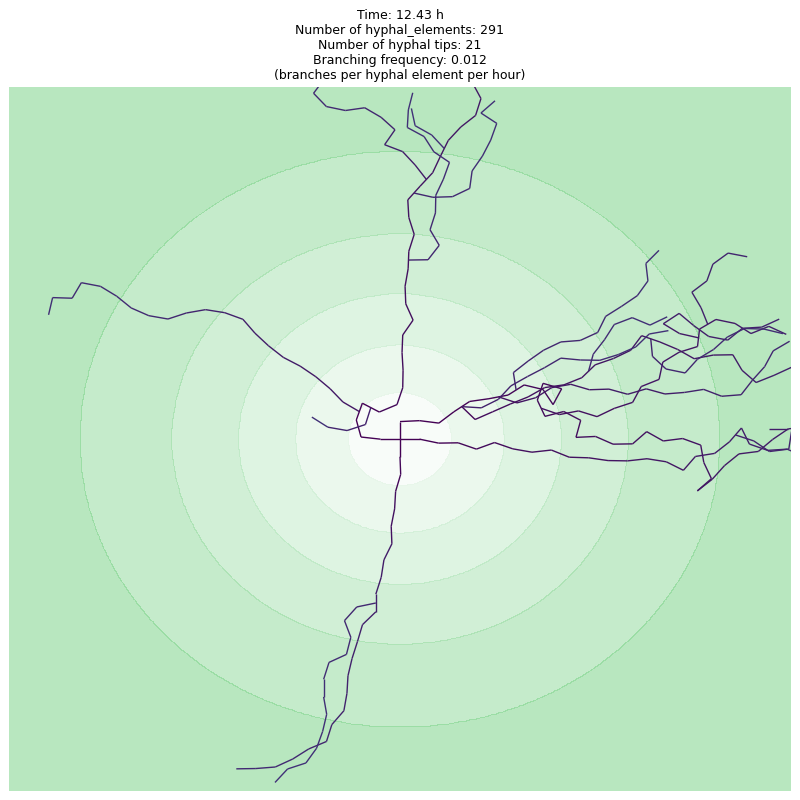 Time: 12.43 h
Number of hyphal_elements: 291
Number of hyphal tips: 21
Branching frequency: 0.012
(branches per hyphal element per hour)